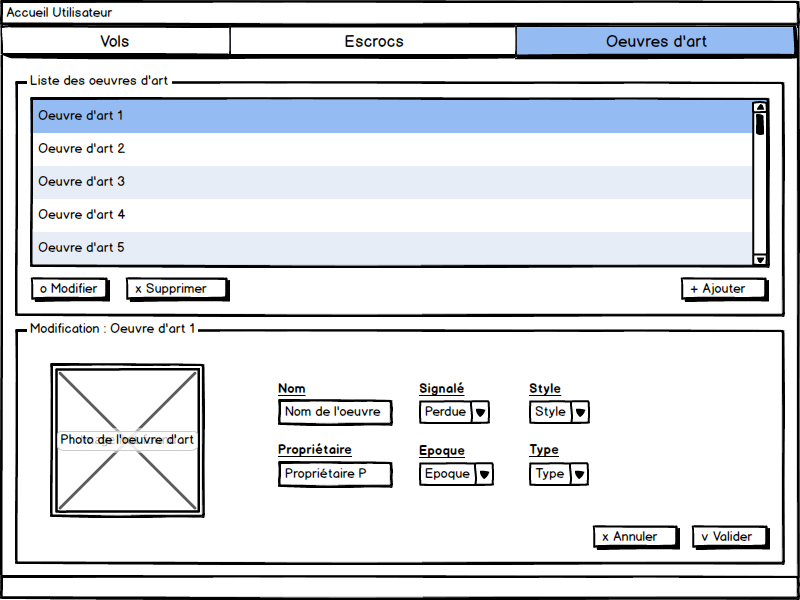 Accueil Utilisateur
Vols
Escrocs
Oeuvres d'art
Liste des oeuvres d'art
Oeuvre d'art 1
Oeuvre d'art 2
Oeuvre d'art 3
Oeuvre d'art 4
Oeuvre d'art 5
o Modifier
x Supprimer
+ Ajouter
Modification : Oeuvre d'art 1
Photo de l'oeuvre d'art
Nom
Signalé
Style
Nom de l'oeuvre
Perdue
Style
Propriétaire
Epoque
Type
Propriétaire P
Epoque
Type
x Annuler
v Valider